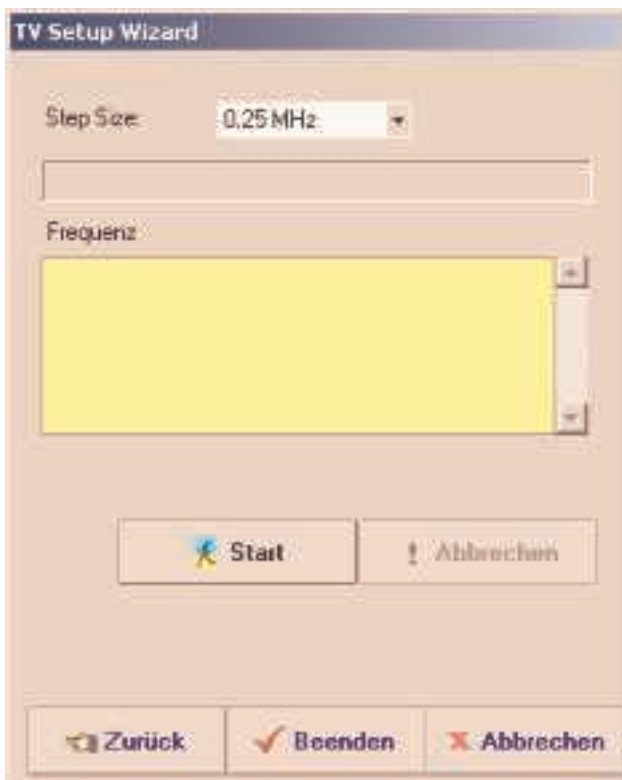 TV Setup Wizard
Step Size: 0.25 MHz
Frequenz
Start ! Abbrechen
Zurück Beenden Abbrechen